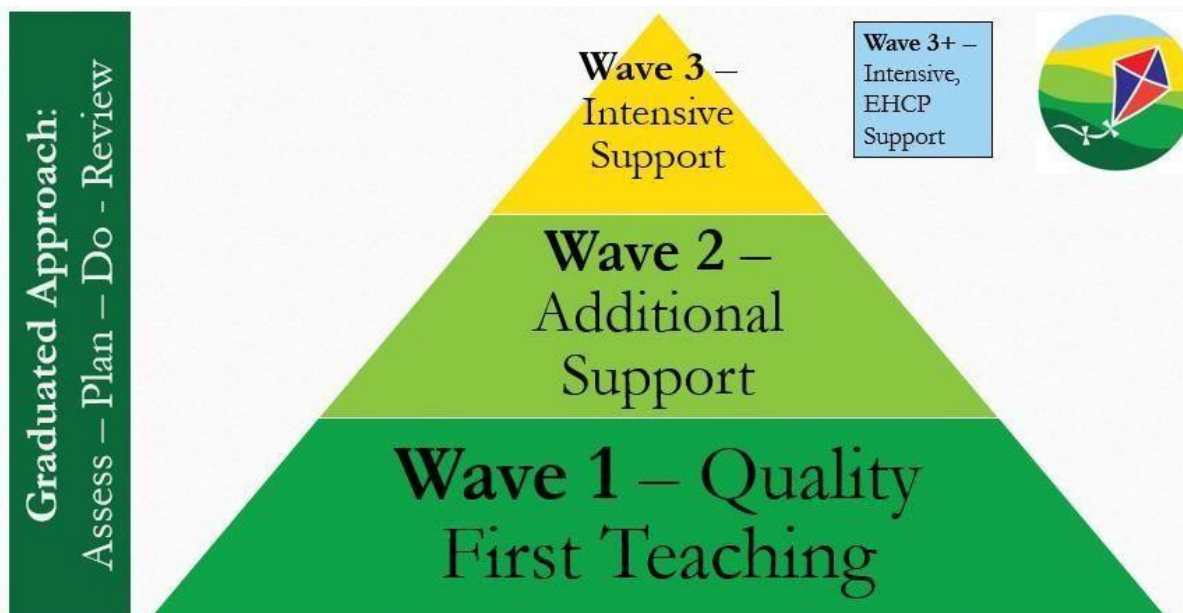 Graduated Approach:
Assess – Plan – Do - Review
Wave 3 –
Intensive
Support
Wave 3+ –
Intensive,
EHCP
Support
Wave 2 –
Additional
Support
Wave 1 – Quality
First Teaching